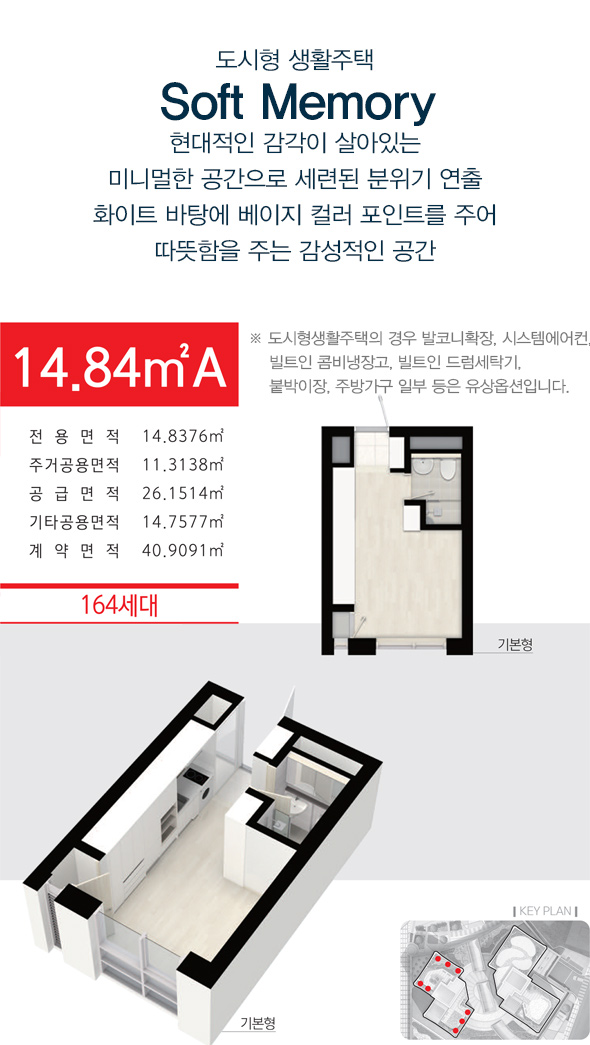 도시형 생활주택
Soft Memory
현대적인 감각이 살아있는
미니멀한 공간으로 세련된 분위기 연출
화이트 바탕에 베이지 컬러 포인트를 주어
따뜻함을 주는 감성적인 공간
14.84㎡A
※ 도시형생활주택의 경우 발코니확장, 시스템에어컨,
빌트인 콤비냉장고, 빌트인 드럼세탁기,
붙박이장, 주방가구 일부 등은 유상옵션입니다.
전용면적 14.8376㎡
주거공용면적 11.3138㎡
공급면적 26.1514㎡
기타공용면적 14.7577㎡
계약면적 40.9091㎡
164세대
기본형
기본형
KEY PLAN